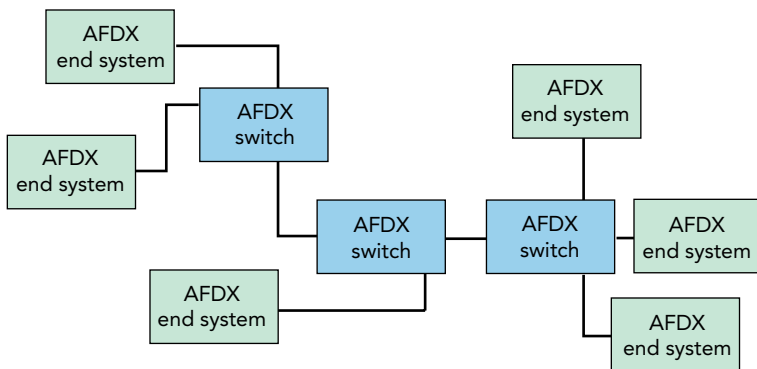 AFDX
end system
AFDX
end system
AFDX
switch
AFDX
end system
AFDX
switch
AFDX
switch
AFDX
end system
AFDX
end system
AFDX
end system